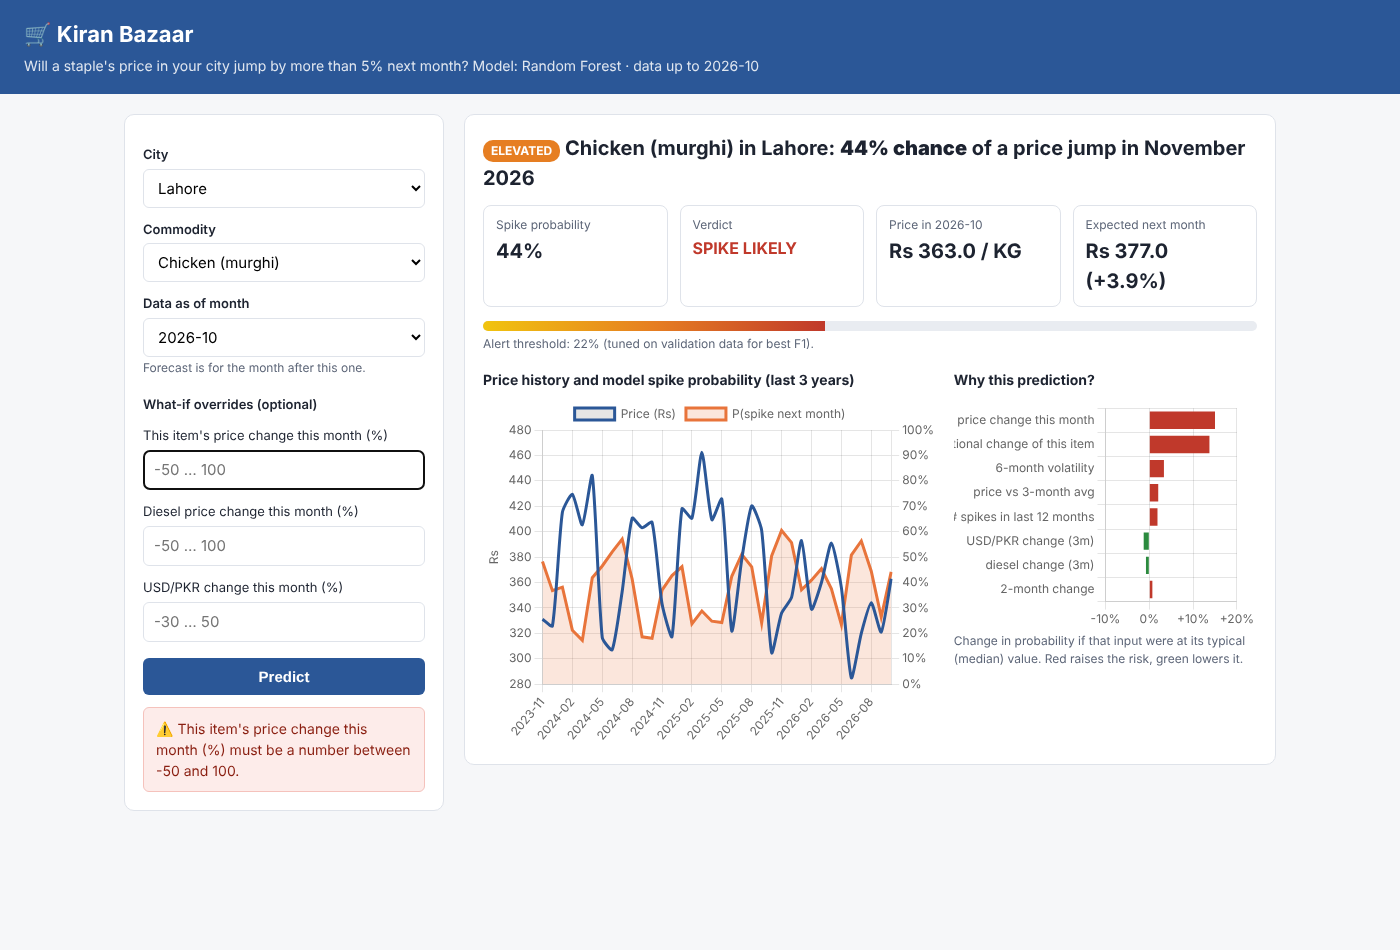 🛒 Kiran Bazaar
Will a staple's price in your city jump by more than 5% next month? Model: Random Forest · data up to 2026-10
City
Lahore
Commodity
Chicken (murghi)
Data as of month
2026-10
Forecast is for the month after this one.
What-if overrides (optional)
This item's price change this month (%)
-50 … 100
Diesel price change this month (%)
-50 … 100
USD/PKR change this month (%)
-30 … 50
Predict
⚠️ This item's price change this
month (%) must be a number between
-50 and 100.
ELEVATED Chicken (murghi) in Lahore: 44% chance of a price jump in November
2026
Spike probability
44%
Verdict
SPIKE LIKELY
Price in 2026-10
Rs 363.0 / KG
Expected next month
Rs 377.0
(+3.9%)
Alert threshold: 22% (tuned on validation data for best F1).
Price history and model spike probability (last 3 years)
Price (Rs) P(spike next month)
480 100%
460 90%
440 80%
420 70%
400 60%
380 50%
360 40%
340 30%
320 20%
300 10%
280 0%
Rs
2023-11 2024-02 2024-05 2024-08 2024-11 2025-02 2025-05 2025-08 2025-11 2026-02 2026-05 2026-08
Why this prediction?
price change this month
tional change of this item
6-month volatility
price vs 3-month avg
# spikes in last 12 months
USD/PKR change (3m)
diesel change (3m)
2-month change
-10% 0% +10% +20%
Change in probability if that input were at its typical
(median) value. Red raises the risk, green lowers it.